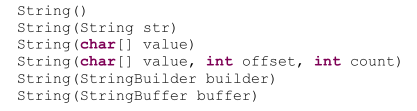 String()
String(String str)
String(char[] value)
String(char[] value, int offset, int count)
String(StringBuilder builder)
String(StringBuffer buffer)